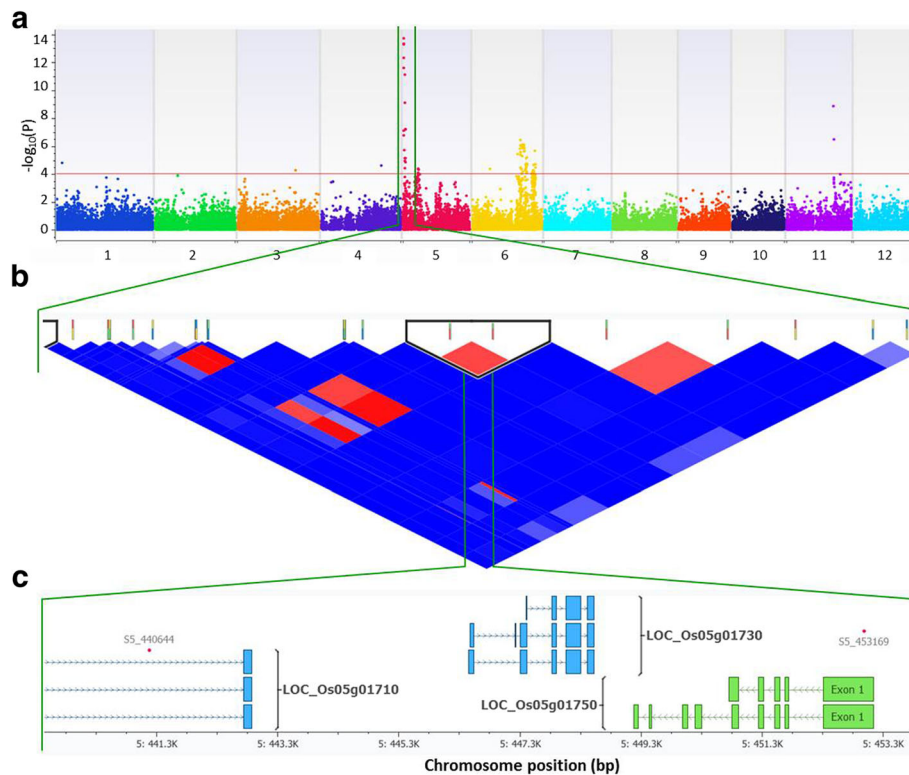 a
14
12
10
8
6
4
2
0
-log10(P)
1 2 3 4 5 6 7 8 9 10 11 12
b
c
S5_440644
LOC_Os05g01710
LOC_Os05g01730
S5_453169
LOC_Os05g01750
Exon 1
Exon 1
5: 441.3K 5: 443.3K 5: 445.3K 5: 447.3K 5: 449.3K 5: 451.3K 5: 453.3K
Chromosome position (bp)